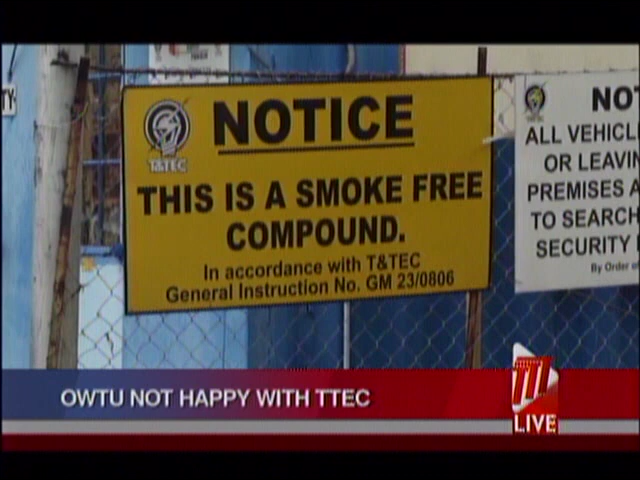 TY
NOTICE
T&TEC
THIS IS A SMOKE FREE
COMPOUND.
In accordance with T&TEC
General Instruction No. GM 23/0806
NOT
ALL VEHICL
OR LEAVIN
PREMISES A
TO SEARCH
SECURITY
By Order of
OWTU NOT HAPPY WITH TTEC
LIVE